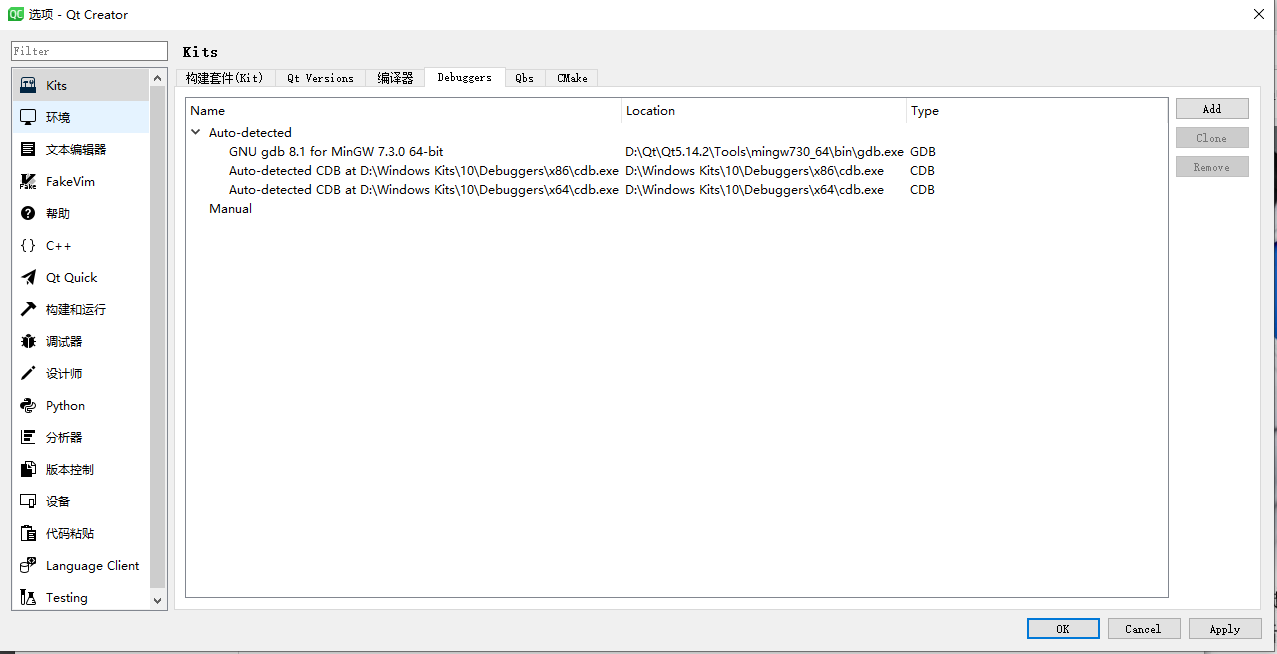 QC 选项 - Qt Creator
Filter
Kits
环境
文本编辑器
Fake FakeVim
帮助
C++
Qt Quick
构建和运行
调试器
设计师
Python
分析器
版本控制
设备
代码粘贴
Language Client
Testing
Kits
构建套件(Kit) Qt Versions 编译器 Debuggers Qbs CMake
Name Location Type
Auto-detected
GNU gdb 8.1 for MinGW 7.3.0 64-bit D:\Qt\Qt5.14.2\Tools\mingw730_64\bin\gdb.exe GDB
Auto-detected CDB at D:\Windows Kits\10\Debuggers\x86\cdb.exe D:\Windows Kits\10\Debuggers\x86\cdb.exe CDB
Auto-detected CDB at D:\Windows Kits\10\Debuggers\x64\cdb.exe D:\Windows Kits\10\Debuggers\x64\cdb.exe CDB
Manual
Add
Clone
Remove
OK Cancel Apply